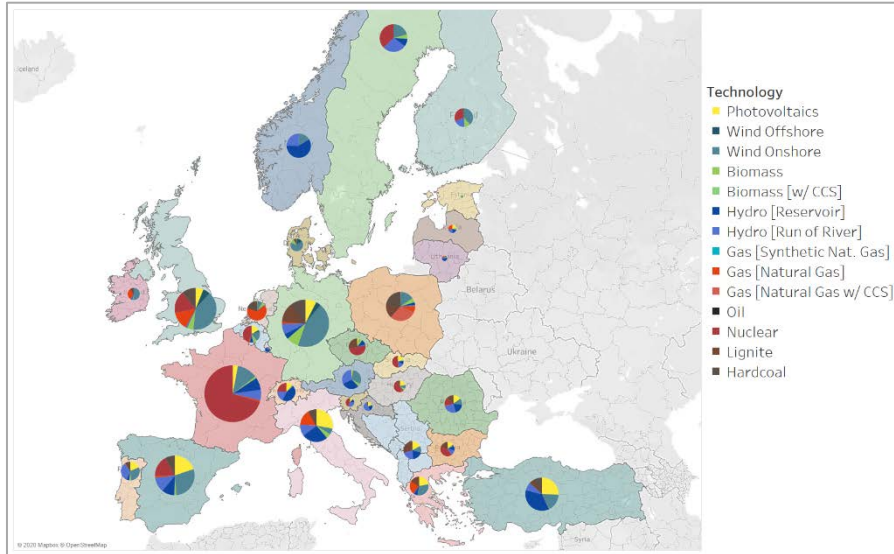 Iceland
Technology
Photovoltaics
Wind Offshore
Wind Onshore
Biomass
Biomass [w/ CCS]
Hydro [Reservoir]
Hydro [Run of River]
Gas [Synthetic Nat. Gas]
Gas [Natural Gas]
Gas [Natural Gas w/ CCS]
Oil
Nuclear
Lignite
Hardcoal
Belarus
Ukraine
Syria
© 2020 Mapbox © OpenStreetMap